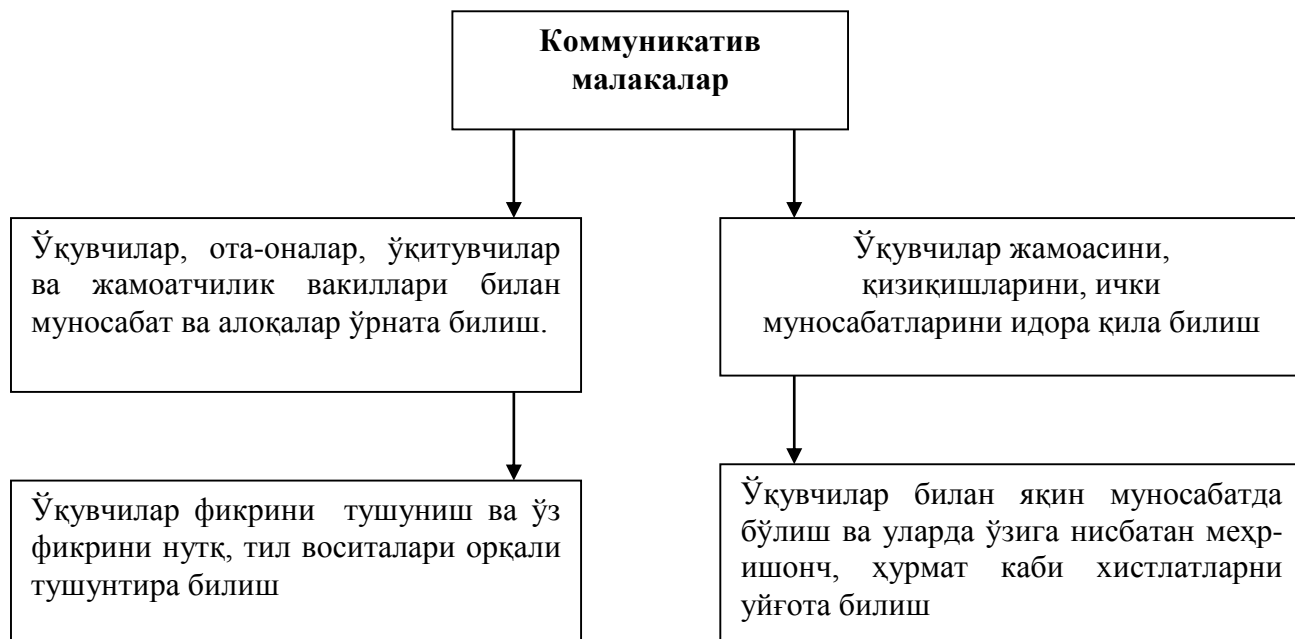 Коммуникатив
малакалар
Ўқувчилар, ота-оналар, ўқитувчилар
ва жамоатчилик вакиллари билан
муносабат ва алоқалар ўрната билиш.
Ўқувчилар жамоасини,
қизиқишларини, ички
муносабатларини идора қила билиш
Ўқувчилар фикрини тушуниш ва ўз
фикрини нутқ, тил воситалари орқали
тушунтира билиш
Ўқувчилар билан яқин муносабатда
бўлиш ва уларда ўзига нисбатан меҳр-
ишонч, ҳурмат каби хистлатларни
уйғота билиш